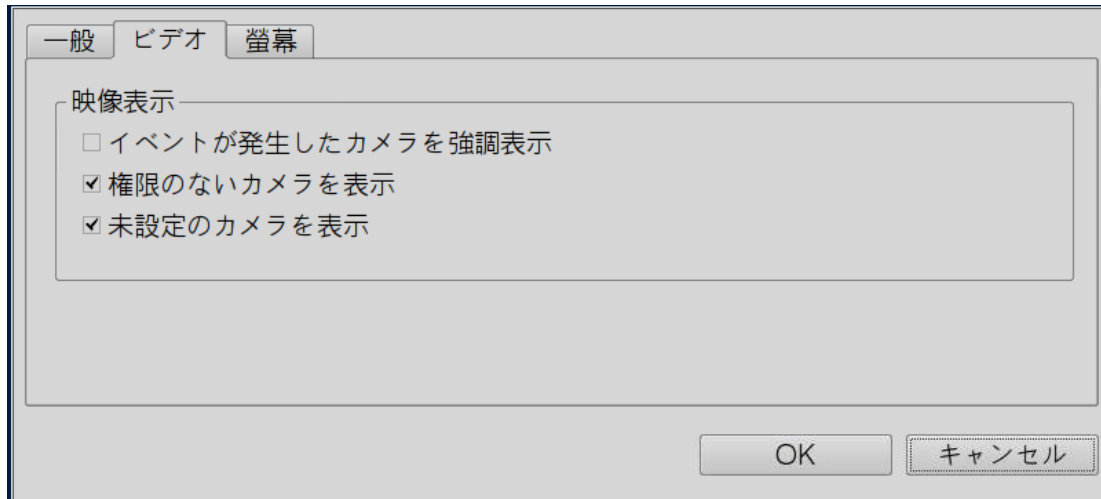 一般 ビデオ 螢幕
映像表示
イベントが発生したカメラを強調表示
権限のないカメラを表示
未設定のカメラを表示
OK キャンセル